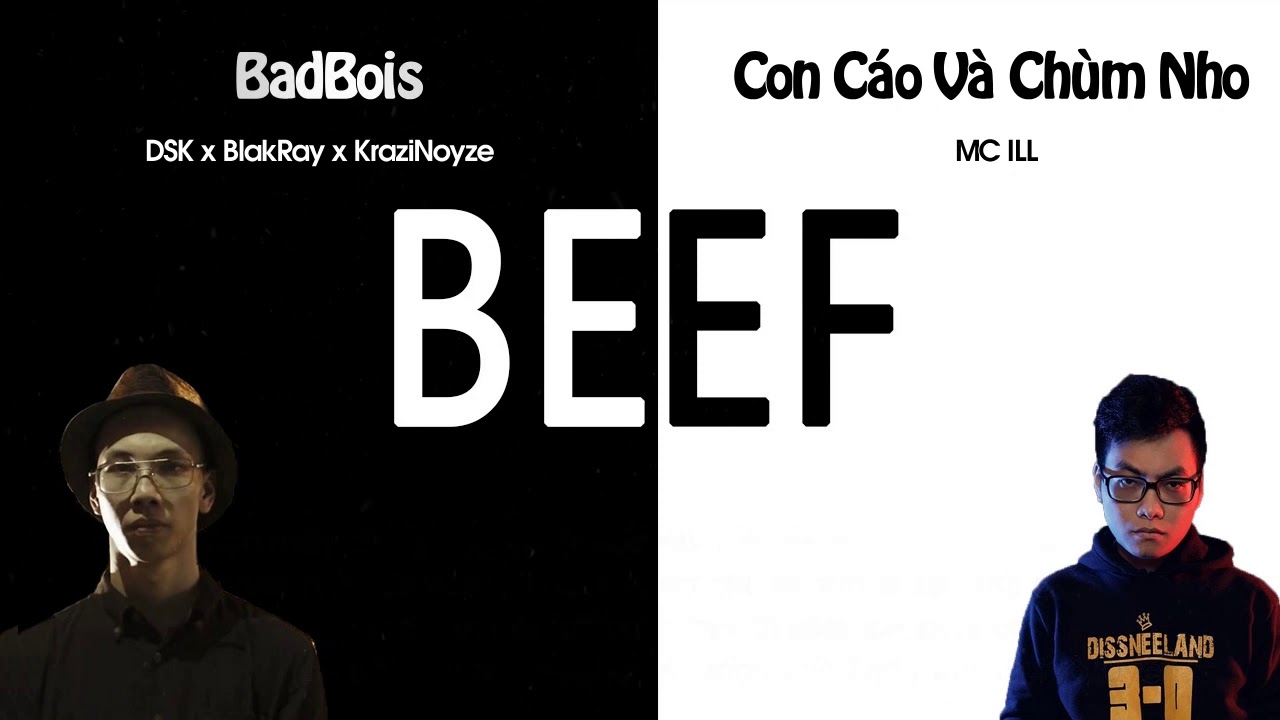 BadBois
DSK x BlakRay x KraziNoyze
Con Cáo Và Chùm Nho
MC ILL
BEEF
DISSNEELAND
3-0